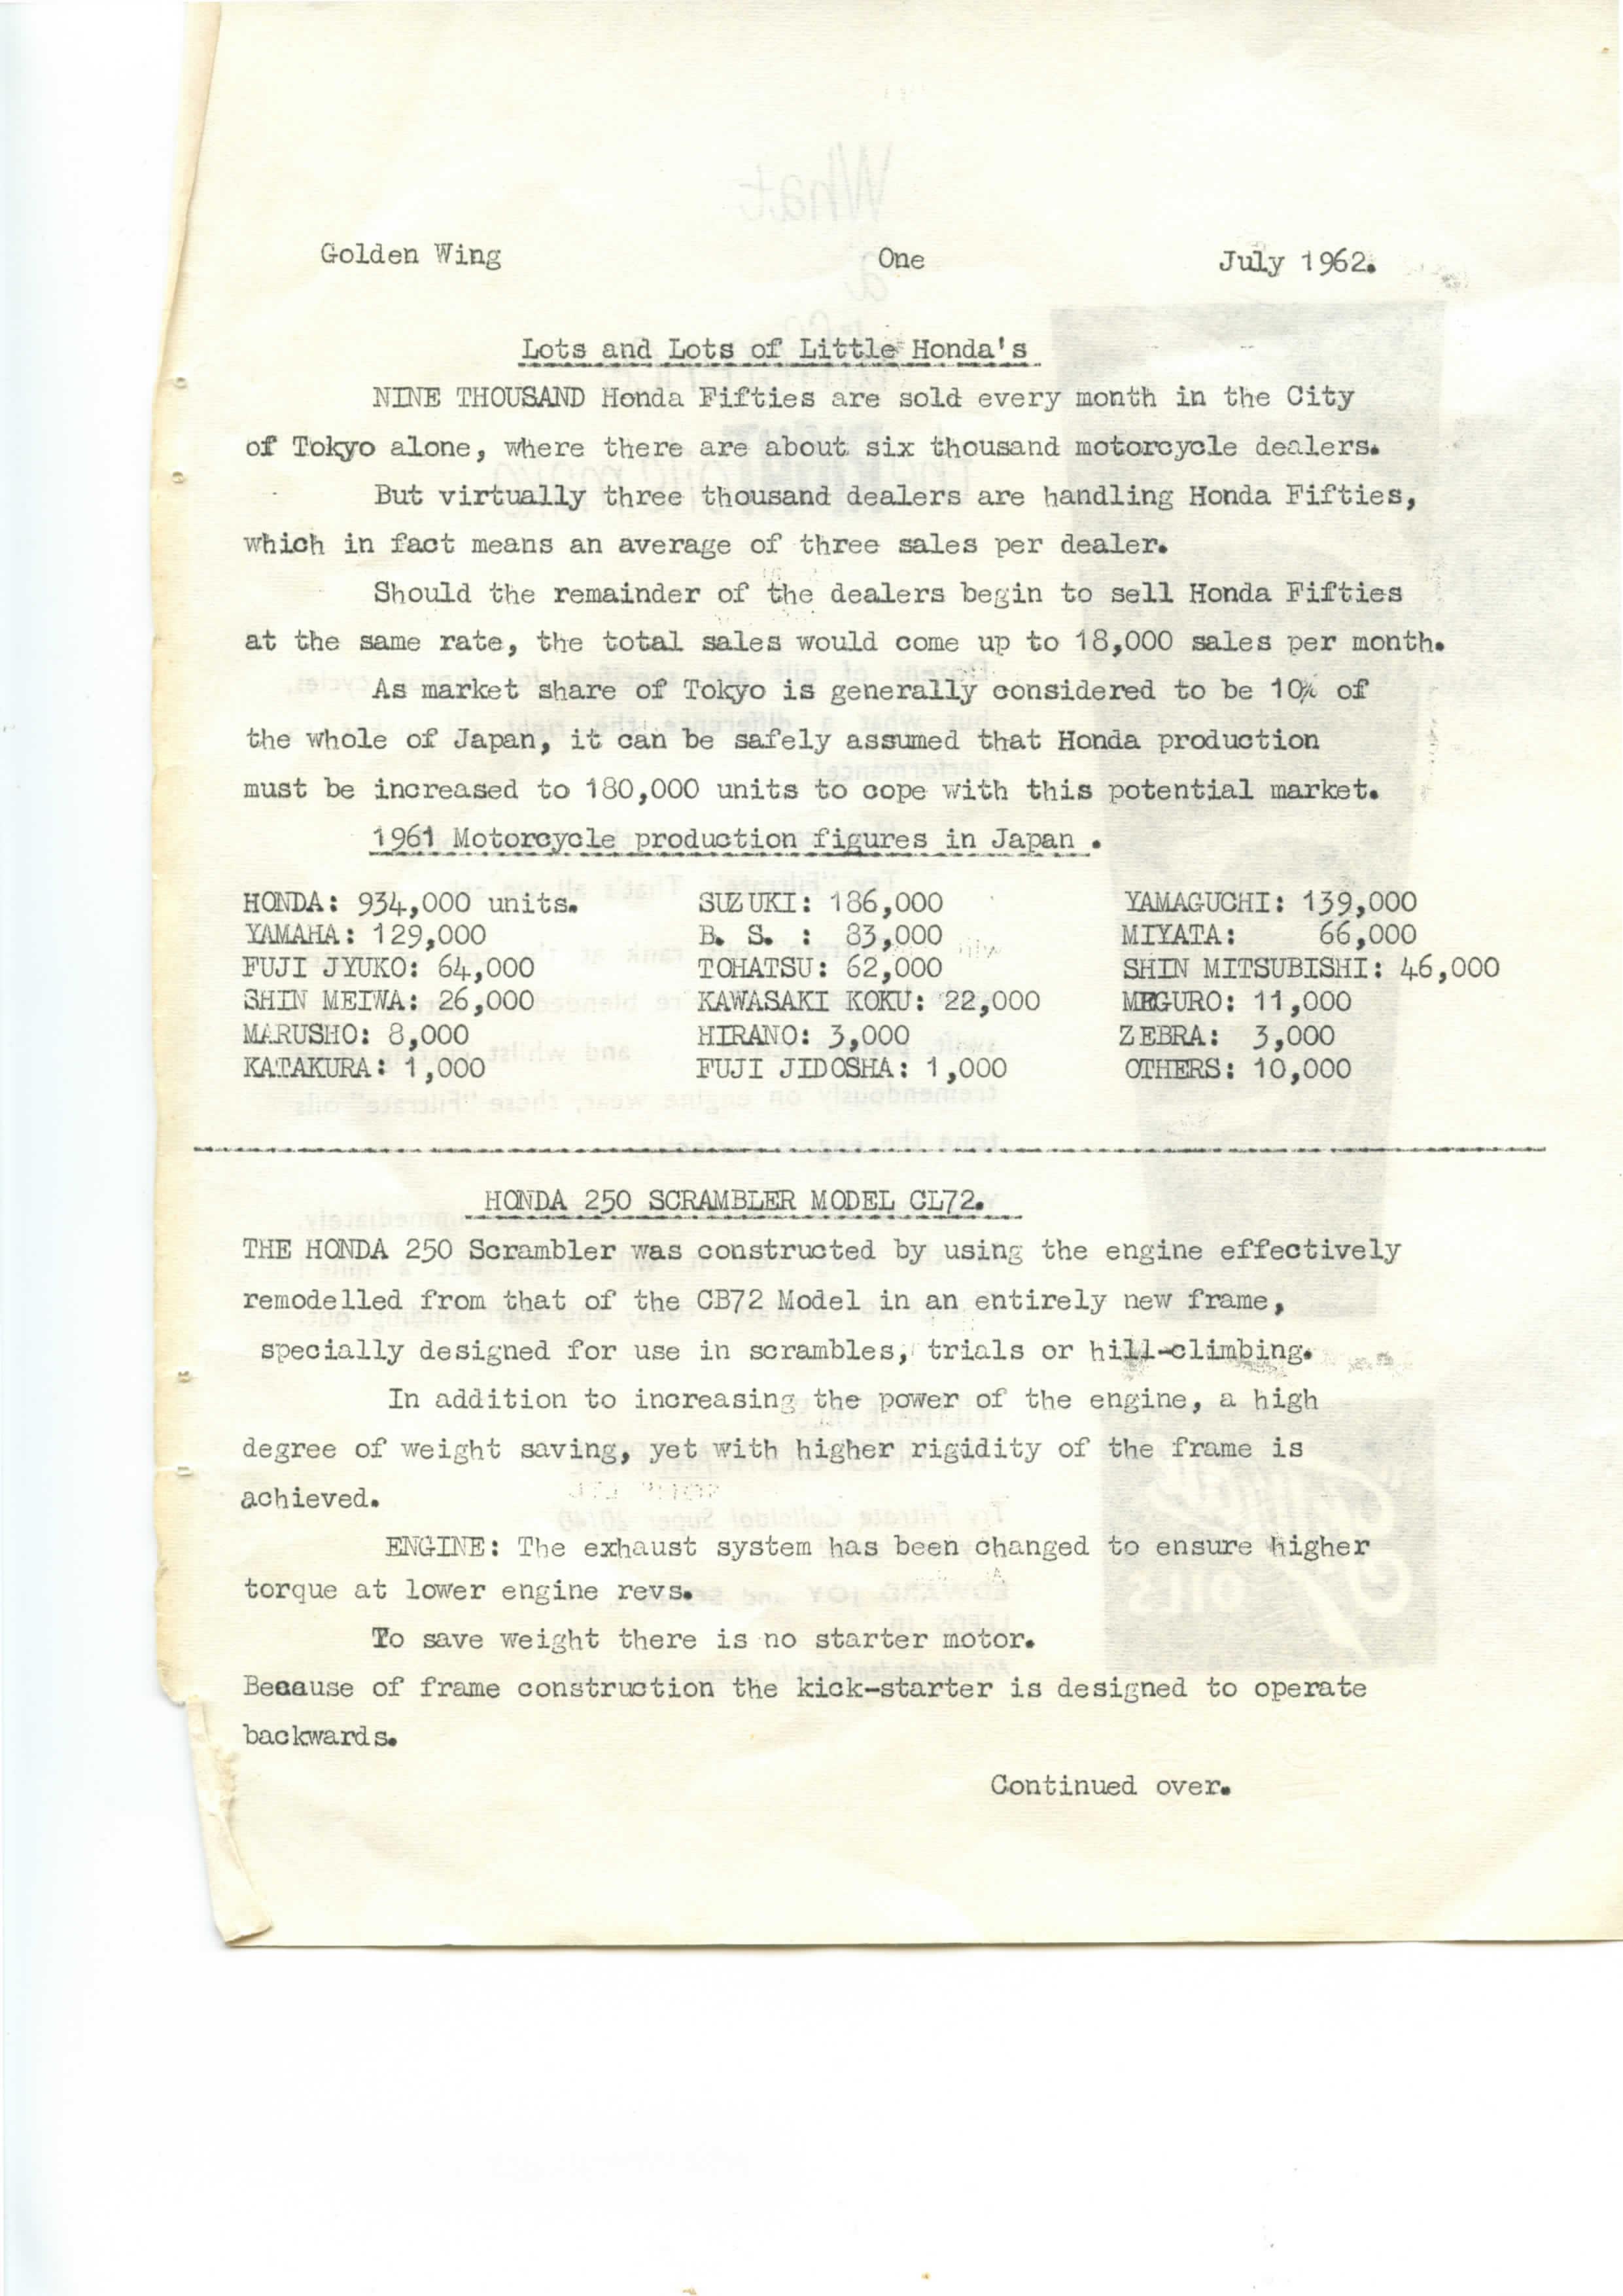 Golden Wing One July 1962.
Lots and Lots of Little Honda's
NINE THOUSAND Honda Fifties are sold every month in the City
of Tokyo alone, where there are about six thousand motorcycle dealers.
But virtually three thousand dealers are handling Honda Fifties,
which in fact means an average of three sales per dealer.
Should the remainder of the dealers begin to sell Honda Fifties
at the same rate, the total sales would come up to 18,000 sales per month.
As market share of Tokyo is generally considered to be 10% of
the whole of Japan, it can be safely assumed that Honda production
must be increased to 180,000 units to cope with this potential market.
1961 Motorcycle production figures in Japan .
HONDA: 934,000 units. SUZUKI: 186,000 YAMAGUCHI: 139,000
YAMAHA: 129,000 B. S. : 83,000 MIYATA: 66,000
FUJI JYUKO: 64,000 TOHATSU: 62,000 SHIN MITSUBISHI: 46,000
SHIN MEIWA: 26,000 KAWASAKI KOKU: 22,000 MEGURO: 11,000
MARUSHO: 8,000 HIRANO: 3,000 ZEBRA: 3,000
KATAKURA: 1,000 FUJI JIDOSHA: 1,000 OTHERS: 10,000
HONDA 250 SCRAMBLER MODEL CL72.
THE HONDA 250 Scrambler was constructed by using the engine effectively
remodelled from that of the CB72 Model in an entirely new frame,
specially designed for use in scrambles, trials or hill-climbing.
In addition to increasing the power of the engine, a high
degree of weight saving, yet with higher rigidity of the frame is
achieved.
ENGINE: The exhaust system has been changed to ensure higher
torque at lower engine revs.
To save weight there is no starter motor.
Because of frame construction the kick-starter is designed to operate
backwards.
Continued over.